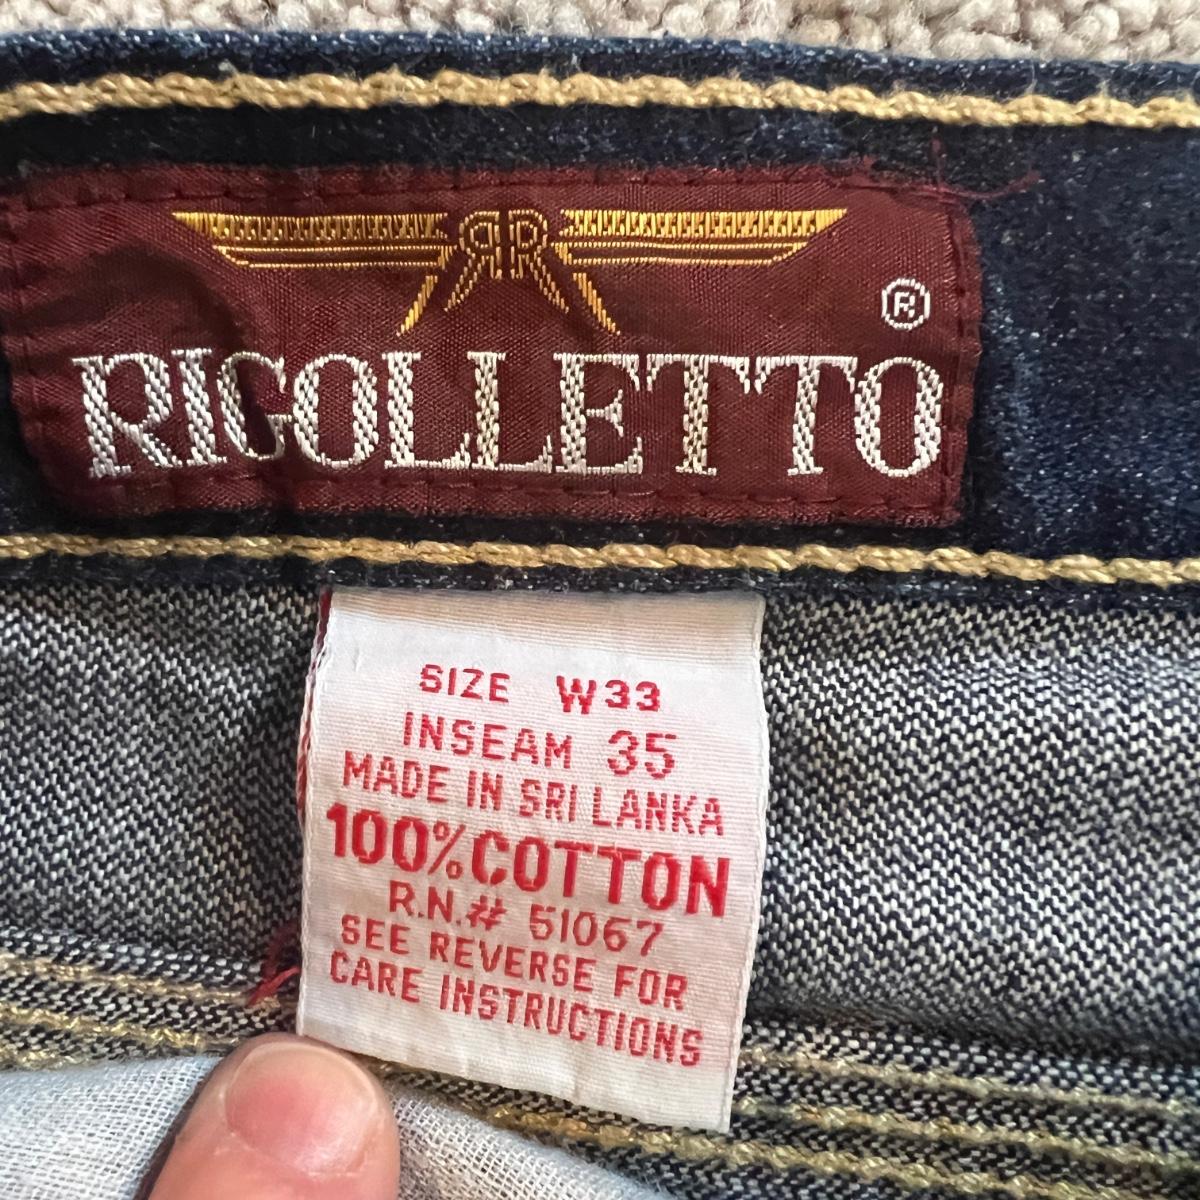 RR
®
RIGOLLETTO
SIZE W33
INSEAM 35
MADE IN SRI LANKA
100% COTTON
R.N.# 51067
SEE REVERSE FOR
CARE INSTRUCTIONS